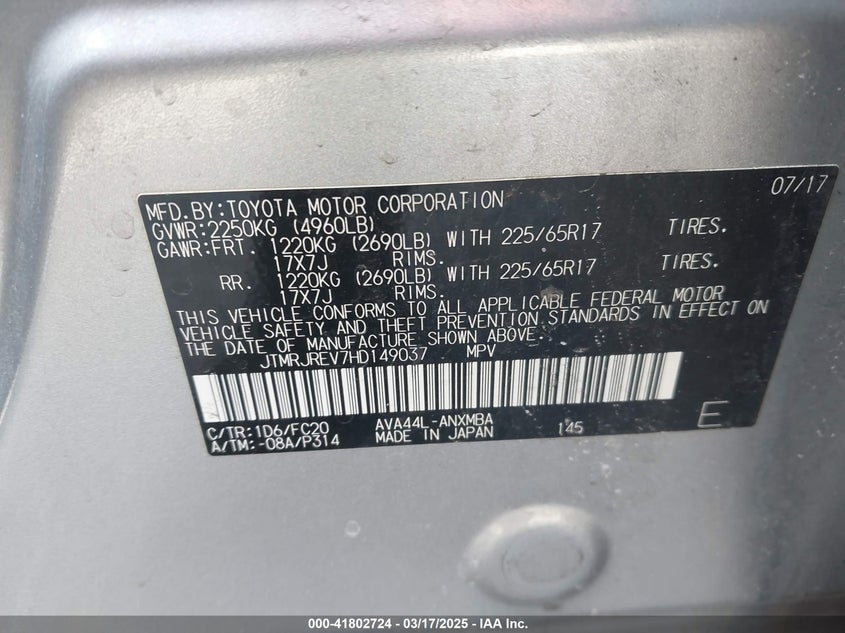 07/17
MFD.BY:TOYOTA MOTOR CORPORATION
GVWR:2250KG (4960LB)
GAWR:FRT. 1220KG (2690LB) WITH 225/65R17 TIRES.
17X7J RIMS.
RR. 1220KG (2690LB) WITH 225/65R17 TIRES.
17X7J RIMS.
THIS VEHICLE CONFORMS TO ALL APPLICABLE FEDERAL MOTOR
VEHICLE SAFETY AND THEFT PREVENTION STANDARDS IN EFFECT ON
THE DATE OF MANUFACTURE SHOWN ABOVE.
JTMRJREV7HD149037 MPV
C/TR:1D6/FC20 AVA44L-ANXMBA 145 E
A/TM:-08A/P314 MADE IN JAPAN
000-41802724 - 03/17/2025 - IAA Inc.